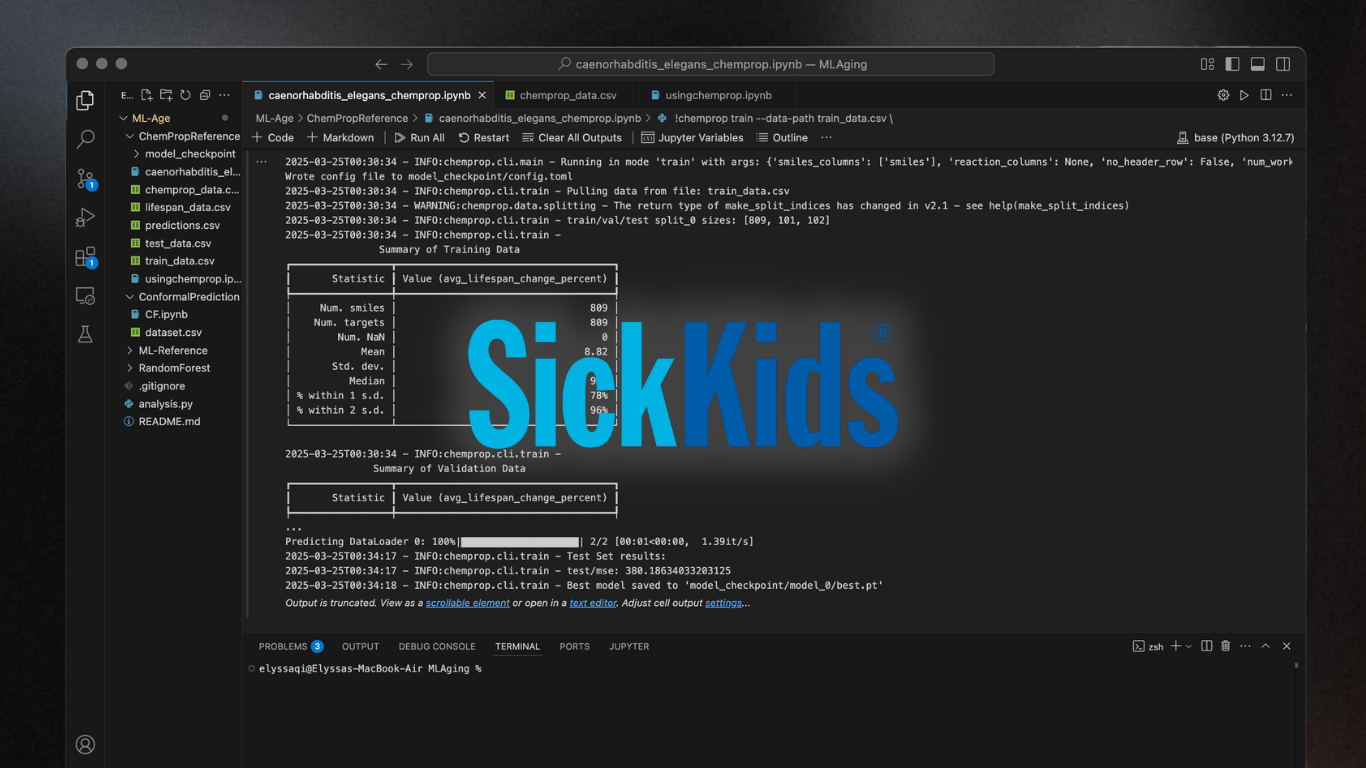 caenorhabditis_elegans_chemprop.ipynb — MLAging
E...
caenorhabditis_elegans_chemprop.ipynb
chemprop_data.csv
usingchemprop.ipynb
ML-Age
ML-Age > ChemPropReference > caenorhabditis_elegans_chemprop.ipynb > !chemprop train --data-path train_data.csv \
+ Code + Markdown Run All Restart Clear All Outputs Jupyter Variables Outline ... base (Python 3.12.7)
ChemPropReference
model_checkpoint
caenorhabditis_el...
chemprop_data.c...
lifespan_data.csv
predictions.csv
test_data.csv
train_data.csv
usingchemprop.ip...
ConformalPrediction
CF.ipynb
dataset.csv
ML-Reference
RandomForest
.gitignore
analysis.py
README.md
1
1
...
2025-03-25T00:30:34 - INFO:chemprop.cli.main - Running in mode 'train' with args: {'smiles_columns': ['smiles'], 'reaction_columns': None, 'no_header_row': False, 'num_work
Wrote config file to model_checkpoint/config.toml
2025-03-25T00:30:34 - INFO:chemprop.cli.train - Pulling data from file: train_data.csv
2025-03-25T00:30:34 - WARNING:chemprop.data.splitting - The return type of make_split_indices has changed in v2.1 - see help(make_split_indices)
2025-03-25T00:30:34 - INFO:chemprop.cli.train - train/val/test split_0 sizes: [809, 101, 102]
2025-03-25T00:30:34 - INFO:chemprop.cli.train -
Summary of Training Data
Statistic Value (avg_lifespan_change_percent)
Num. smiles 809
Num. targets 809
Num. NaN 0
Mean 8.82
Std. dev.
Median
% within 1 s.d. 78%
% within 2 s.d. 96%
SickKids®
2025-03-25T00:30:34 - INFO:chemprop.cli.train -
Summary of Validation Data
Statistic Value (avg_lifespan_change_percent)
...
Predicting DataLoader 0: 100%| | 2/2 [00:01<00:00, 1.39it/s]
2025-03-25T00:34:17 - INFO:chemprop.cli.train - Test Set results:
2025-03-25T00:34:17 - INFO:chemprop.cli.train - test/mse: 380.18634033203125
2025-03-25T00:34:18 - INFO:chemprop.cli.train - Best model saved to 'model_checkpoint/model_0/best.pt'
Output is truncated. View as a scrollable element or open in a text editor. Adjust cell output settings...
PROBLEMS 3 OUTPUT DEBUG CONSOLE TERMINAL PORTS JUPYTER
zsh
elyssaqi@Elyssas-MacBook-Air MLAging %